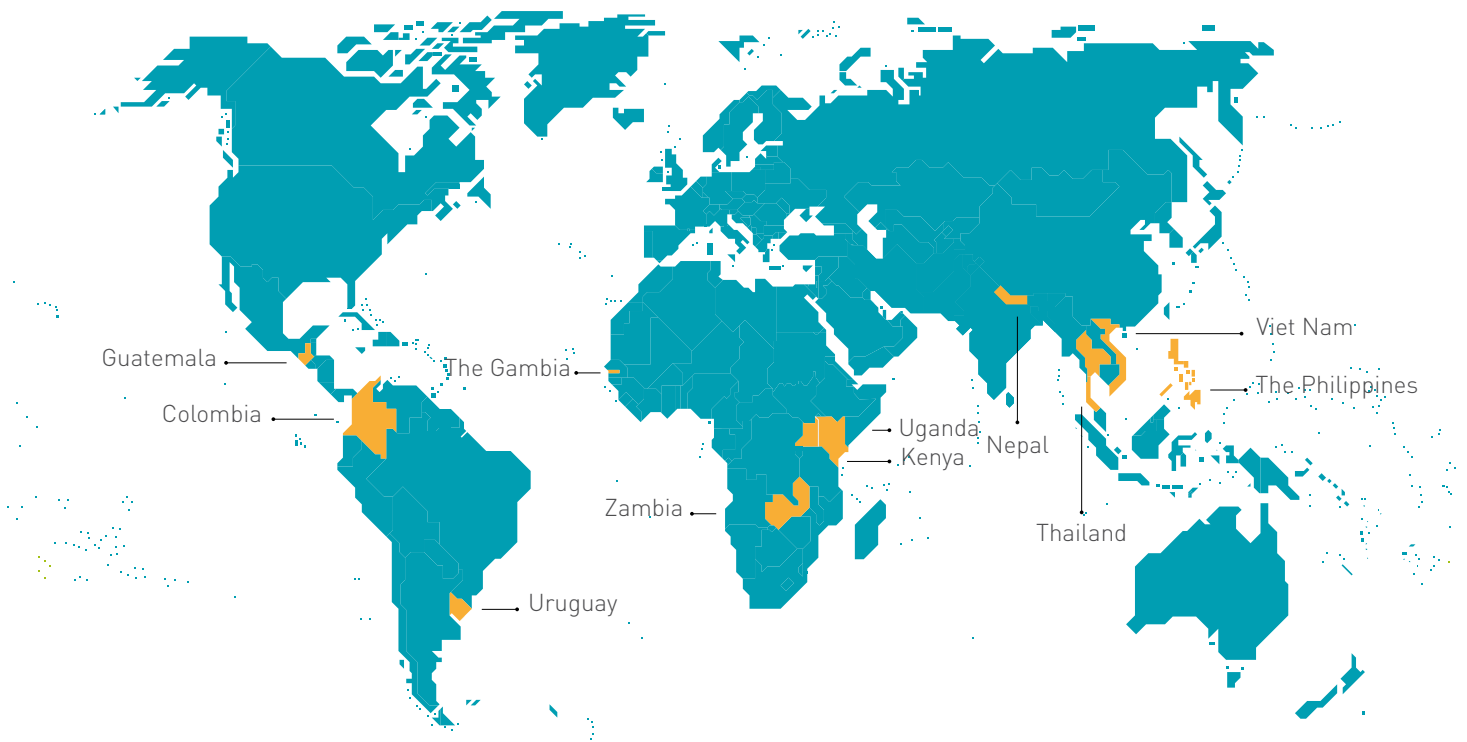 Viet Nam
Guatemala
The Gambia
The Philippines
Colombia
Uganda
Nepal
Kenya
Zambia
Thailand
Uruguay